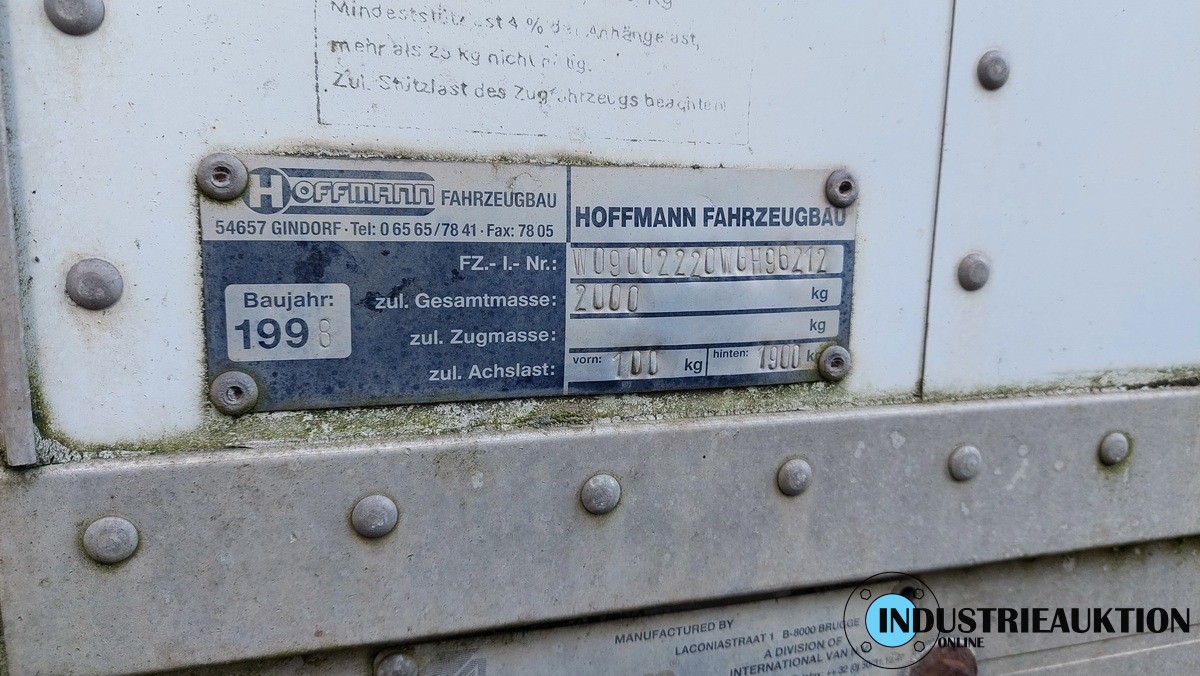 kg
Mindeststützlast 4 % der Anhängelast,
mehr als 25 kg nicht nötig.
Zul. Stützlast des Zugfahrzeugs beachten!
HOFFMANN FAHRZEUGBAU
54657 GINDORF · Tel: 0 65 65/78 41 · Fax: 78 05
HOFFMANN FAHRZEUGBAU
FZ.- I.- Nr.: W09002220WGH96212
Baujahr:
1998
zul. Gesamtmasse: 2000 kg
zul. Zugmasse: kg
zul. Achslast: vorn: 100 kg hinten: 1900 kg
MANUFACTURED BY
LACONIASTRAAT 1 B-8000 BRUGGE
A DIVISION OF
INTERNATIONAL VAN
INDUSTRIEAUKTION
ONLINE